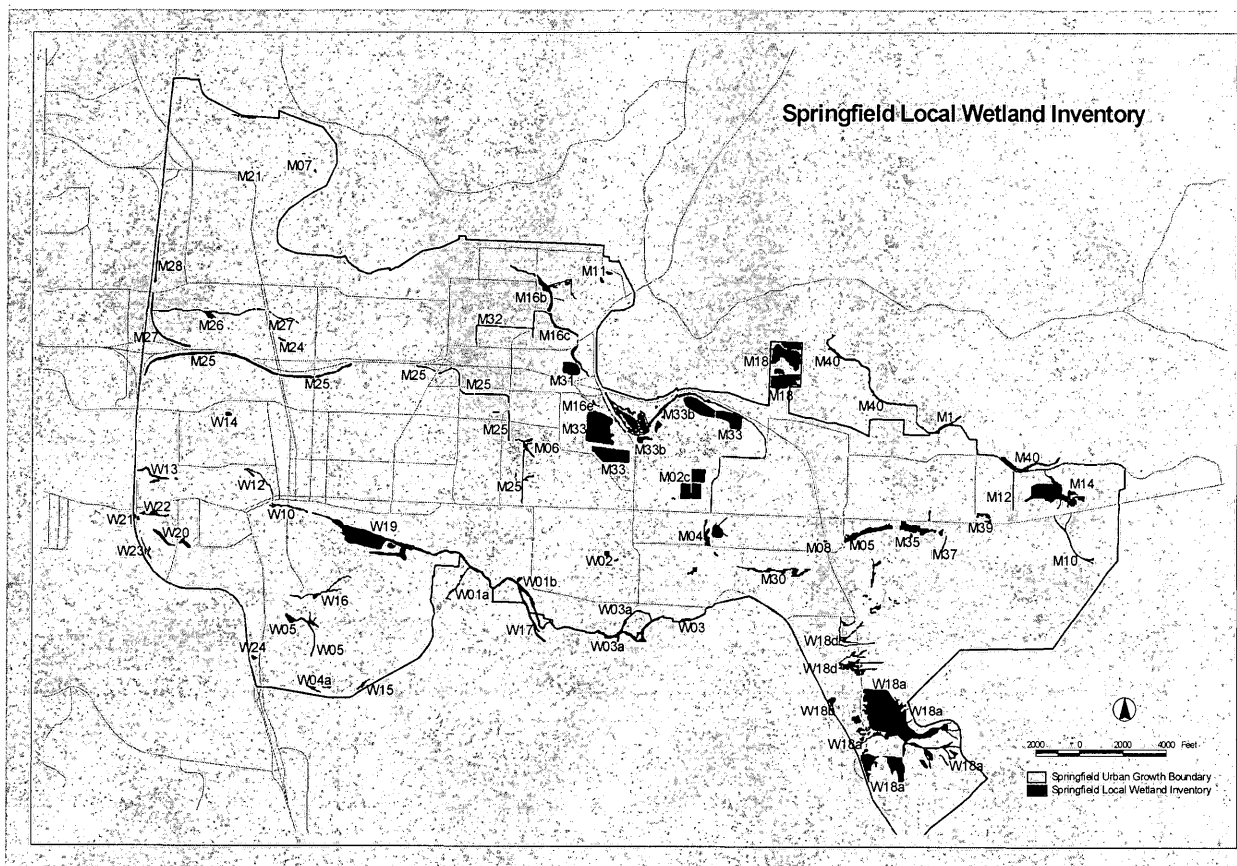 Springfield Local Wetland Inventory
M07
M21
M28
M11
M16b
M26
M27
M32
M27
M24
M16c
M25
M18
M40
M25
M25
M31
M18
M25
M40
M16e
M33b
W14
M33
M33
M1
M25
M33b
M06
M33
M40
W13
M02c
M25
M12
M14
W12
W22
W10
W21
W19
M39
W20
M04
M08
M05
M35
M37
W23
W02
M10
M30
W01b
W01a
W16
W03a
W05
W17
W03
W03a
W05
W18d
W24
W18d
W04a
W15
W18a
W18a
W18a
W18a
W18a
2000 0 2000 4000 Feet
Springfield Urban Growth Boundary
Springfield Local Wetland Inventory